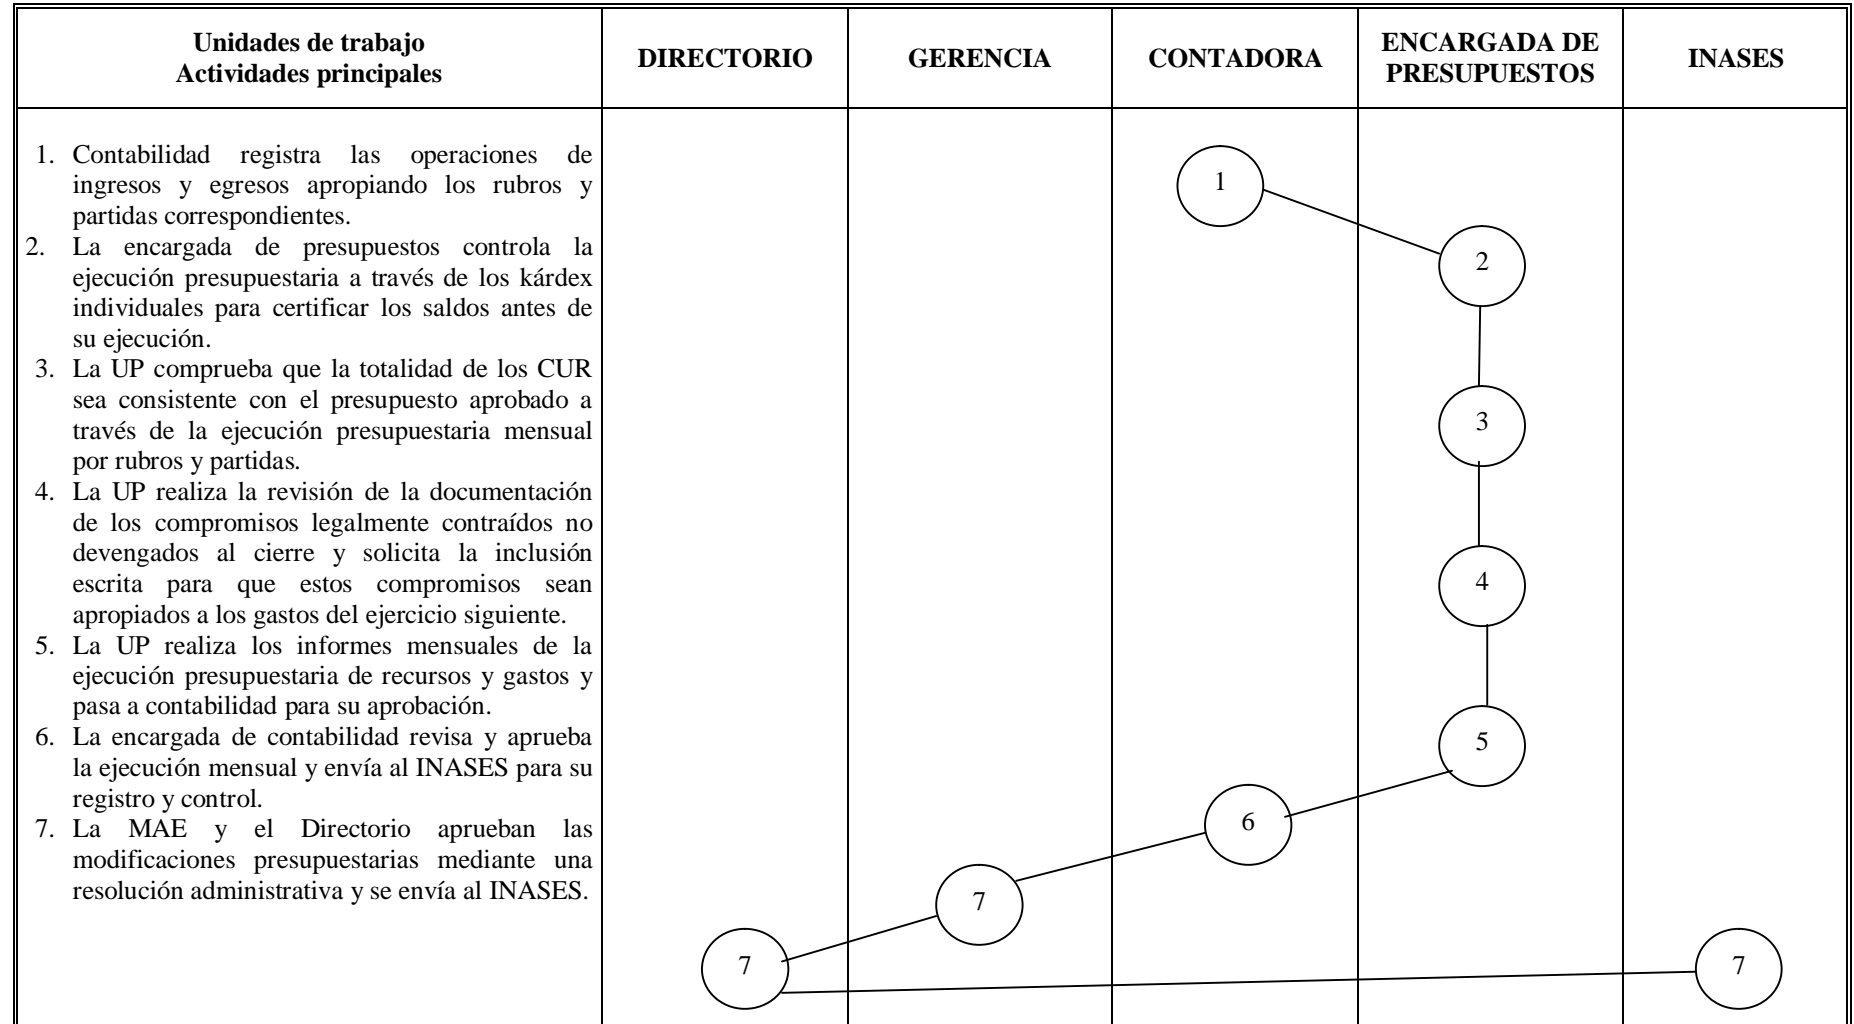 Unidades de trabajo
Actividades principales
DIRECTORIO
GERENCIA
CONTADORA
ENCARGADA DE
PRESUPUESTOS
INASES
1. Contabilidad registra las operaciones de
ingresos y egresos apropiando los rubros y
partidas correspondientes.
2. La encargada de presupuestos controla la
ejecución presupuestaria a través de los kárdex
individuales para certificar los saldos antes de
su ejecución.
3. La UP comprueba que la totalidad de los CUR
sea consistente con el presupuesto aprobado a
través de la ejecución presupuestaria mensual
por rubros y partidas.
4. La UP realiza la revisión de la documentación
de los compromisos legalmente contraídos no
devengados al cierre y solicita la inclusión
escrita para que estos compromisos sean
apropiados a los gastos del ejercicio siguiente.
5. La UP realiza los informes mensuales de la
ejecución presupuestaria de recursos y gastos y
pasa a contabilidad para su aprobación.
6. La encargada de contabilidad revisa y aprueba
la ejecución mensual y envía al INASES para su
registro y control.
7. La MAE y el Directorio aprueban las
modificaciones presupuestarias mediante una
resolución administrativa y se envía al INASES.
1
2
3
4
5
6
7
7
7